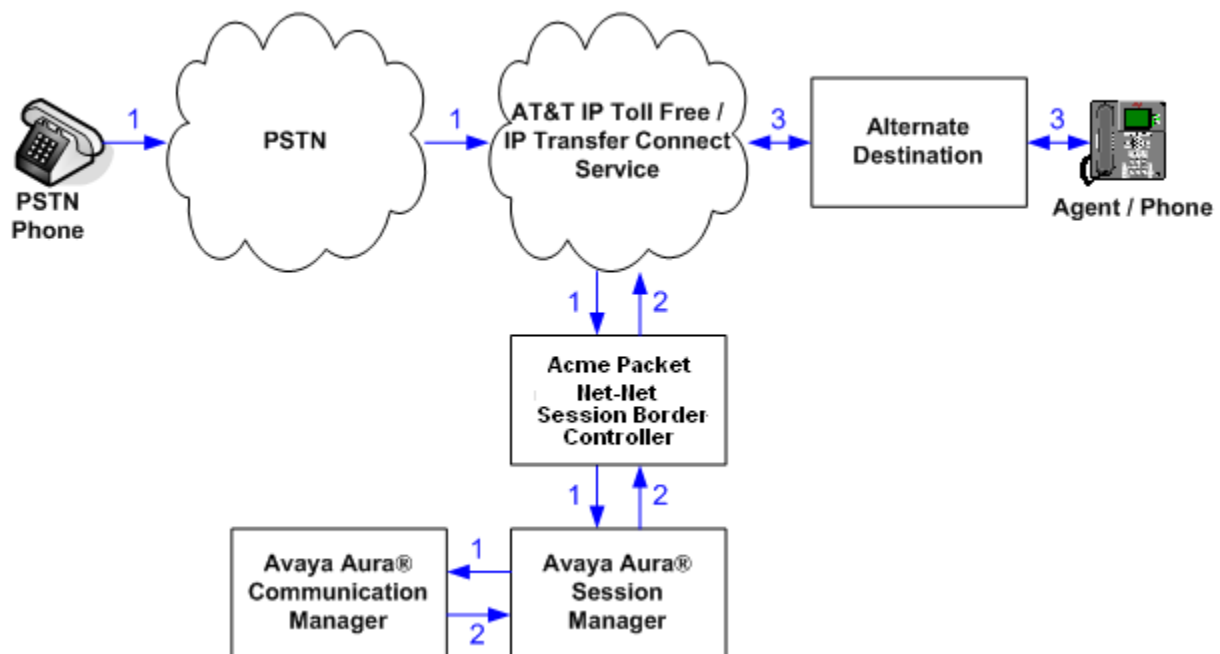 1
PSTN
1
AT&T IP Toll Free /
IP Transfer Connect
Service
3
Alternate
Destination
3
PSTN
Phone
Agent / Phone
1
2
Acme Packet
Net-Net
Session Border
Controller
1
2
Avaya Aura®
Communication
Manager
1
2
Avaya Aura®
Session
Manager